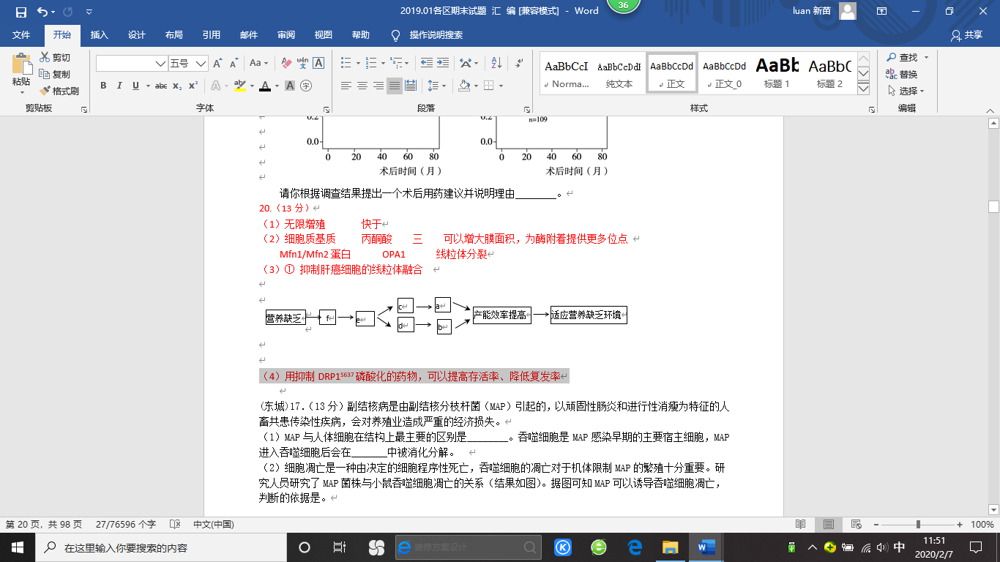 36
2019.01各区期末试题 汇 编 [兼容模式] - Word
luan 新苗
文件 开始 插入 设计 布局 引用 邮件 审阅 视图 帮助 操作说明搜索 共享
粘贴 剪切 复制 格式刷
五号
剪贴板 字体 段落 样式 编辑
AaBbCcI AaBbCcDdE AaBbCcDd AaBbCcDd AaBb AaBbC
Norma... 纯文本 正文 正文_0 标题 1 标题 2
查找 替换 选择
0.2 0.2 n=109
0.0 0.0
0 20 40 60 80 0 20 40 60 80
术后时间（月） 术后时间（月）
请你根据调查结果提出一个术后用药建议并说明理由________。
20.（13 分）
（1）无限增殖 快于
（2）细胞质基质 丙酮酸 三 可以增大膜面积，为酶附着提供更多位点
Mfn1/Mfn2 蛋白 OPA1 线粒体分裂
（3）① 抑制肝癌细胞的线粒体融合
营养缺乏 f e c a d b 产能效率提高 适应营养缺乏环境
（4）用抑制 DRP1S637 磷酸化的药物，可以提高存活率、降低复发率
(东城)17.（13 分）副结核病是由副结核分枝杆菌（MAP）引起的，以顽固性肠炎和进行性消瘦为特征的人
畜共患传染性疾病，会对养殖业造成严重的经济损失。
（1）MAP 与人体细胞在结构上最主要的区别是________。吞噬细胞是 MAP 感染早期的主要宿主细胞，MAP
进入吞噬细胞后会在_______中被消化分解。
（2）细胞凋亡是一种由决定的细胞程序性死亡，吞噬细胞的凋亡对于机体限制 MAP 的繁殖十分重要。研
究人员研究了 MAP 菌株与小鼠吞噬细胞凋亡的关系（结果如图）。据图可知 MAP 可以诱导吞噬细胞凋亡，
判断的依据是。
第 20 页，共 98 页 27/76596 个字 中文(中国) 100%
在这里输入你要搜索的内容 装修方案设计 中 11:51
2020/2/7